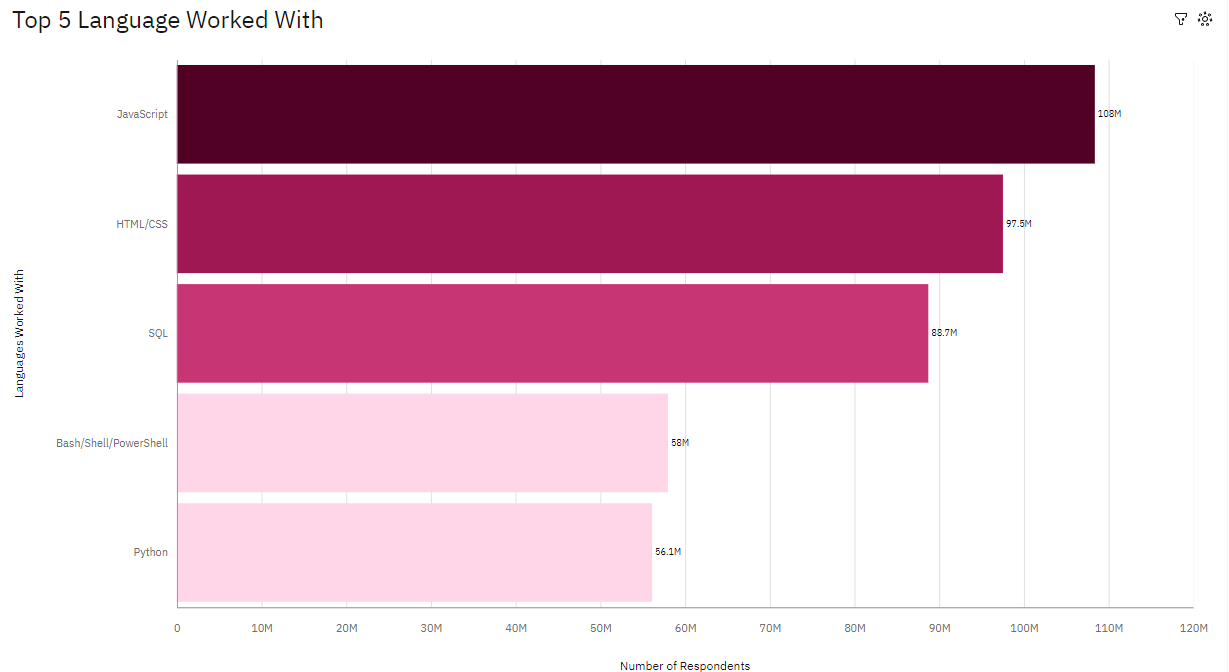 Top 5 Language Worked With
JavaScript
108M
HTML/CSS
97.5M
SQL
88.7M
Bash/Shell/PowerShell
58M
Python
56.1M
Languages Worked With
0 10M 20M 30M 40M 50M 60M 70M 80M 90M 100M 110M 120M
Number of Respondents